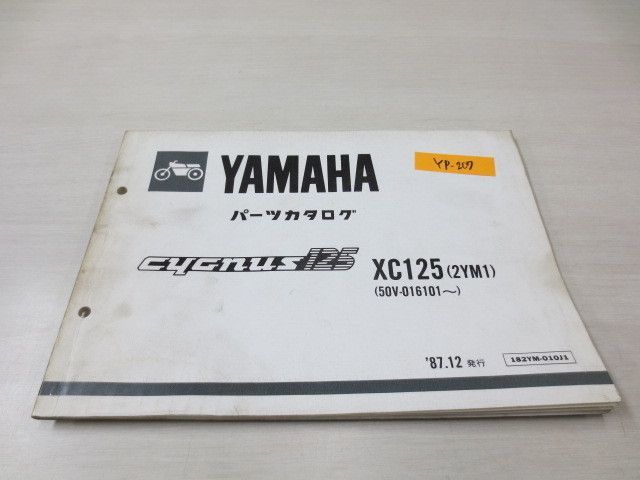 YAMAHA
YP-207
パーツカタログ
cygnus 125
XC125 (2YM1)
(50V-016101〜)
'87.12 発行
182YM-010J1